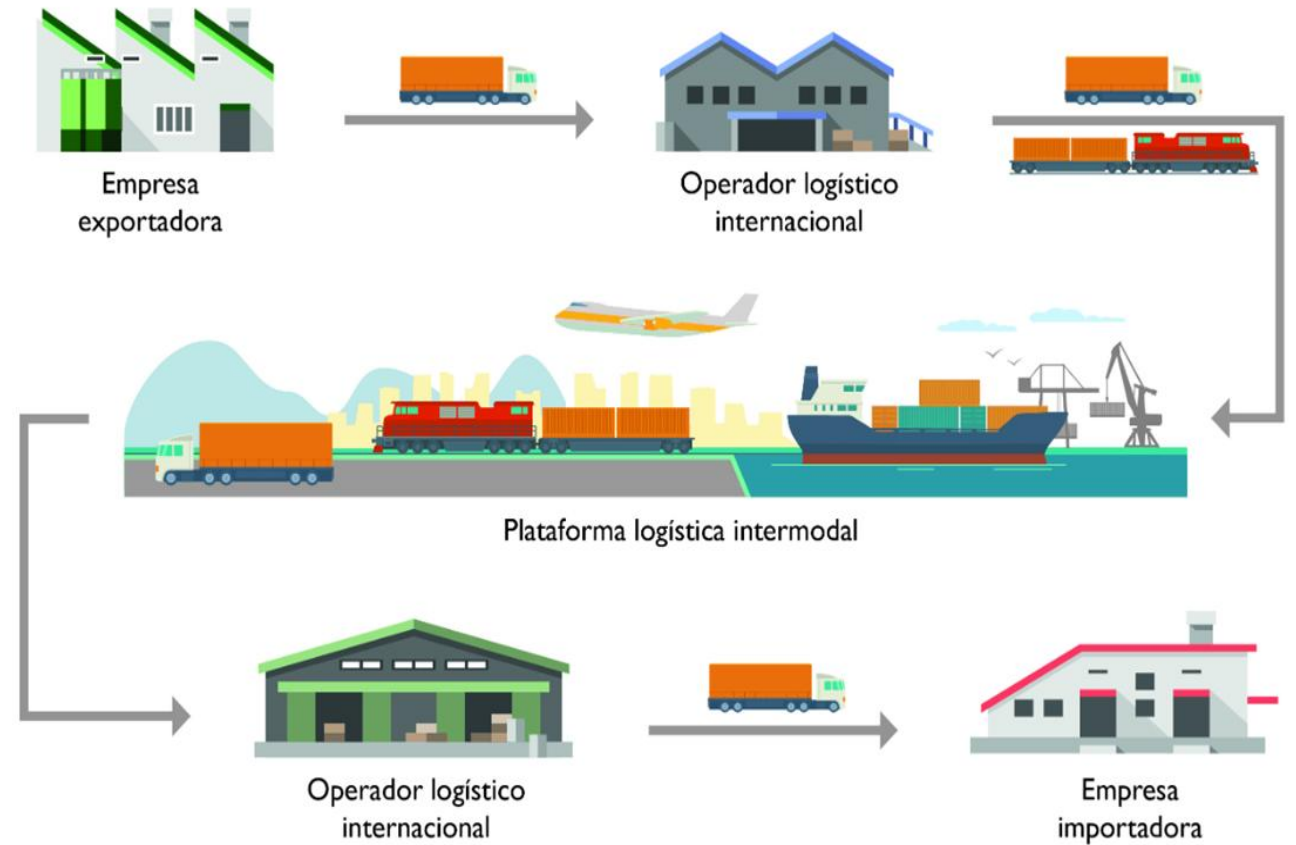 Empresa
exportadora
Operador logístico
internacional
Plataforma logística intermodal
Operador logístico
internacional
Empresa
importadora